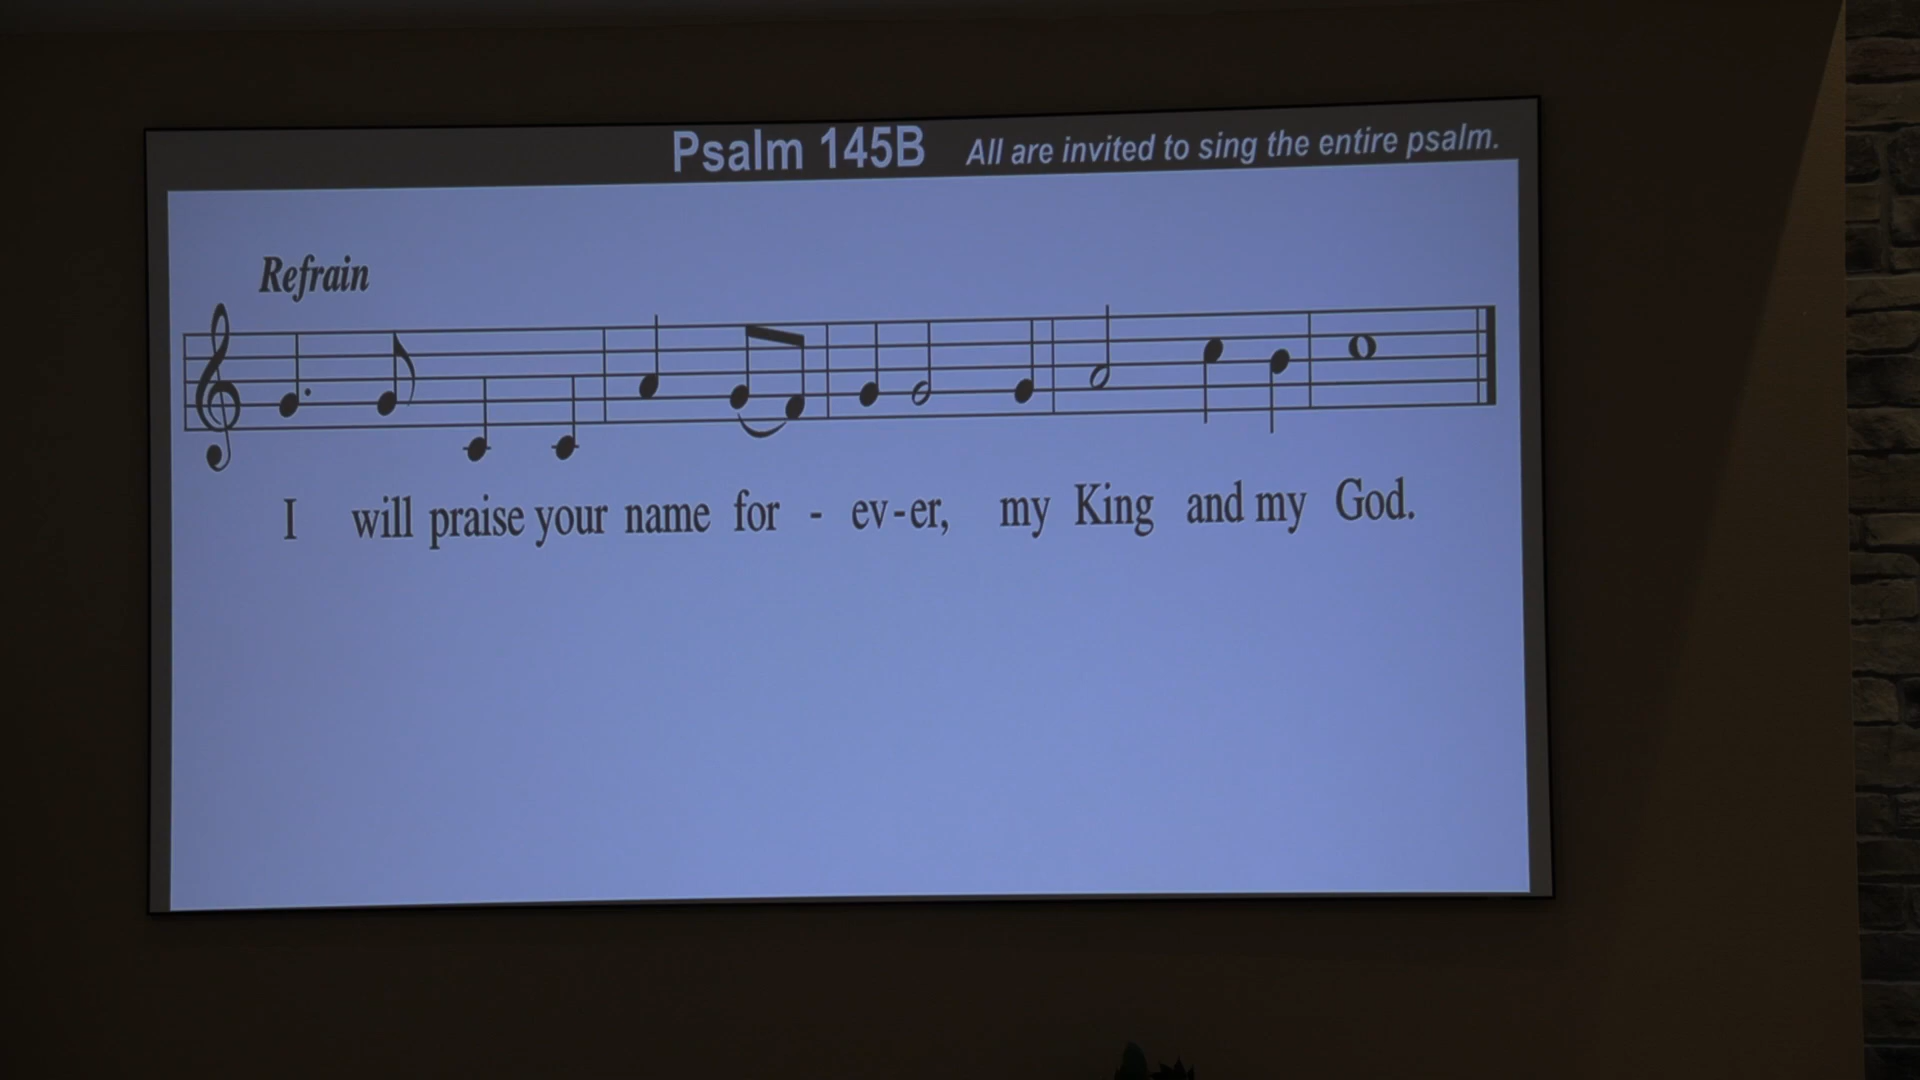 Psalm 145B All are invited to sing the entire psalm.
Refrain
I will praise your name for - ev-er, my King and my God.